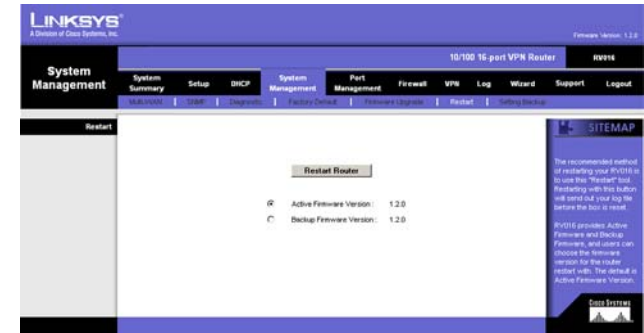 LINKSYS®
A Division of Cisco Systems, Inc.
Firmware Version: 1.2.0
10/100 16-port VPN Router
RV016
System Management
System Summary
Setup
DHCP
System Management
Port Management
Firewall
VPN
Log
Wizard
Support
Logout
Multi-WAN | SNMP | Diagnostic | Factory Default | Firmware Upgrade | Restart | Setting Backup
Restart
SITEMAP
Restart Router
Active Firmware Version : 1.2.0
Backup Firmware Version : 1.2.0
The recommended method
of restarting your RV016 is
to use this "Restart" tool.
Restarting with this button
will send out your log file
before the box is reset.
RV016 provides Active
Firmware and Backup
Firmware, and users can
choose the firmware
version for the router
restart with. The default is
Active Firmware Version.
CISCO SYSTEMS